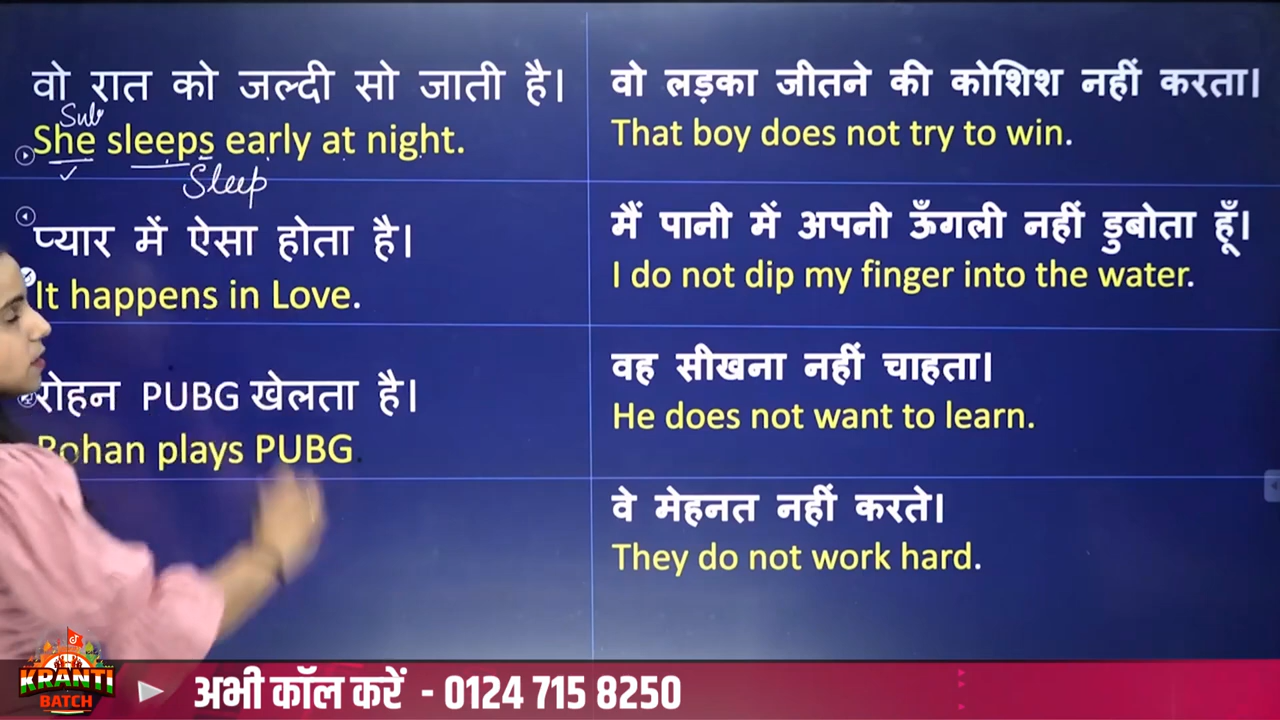 वो रात को जल्दी सो जाती है।
Sub
She sleeps early at night.
Sleep
प्यार में ऐसा होता है।
It happens in Love.
रोहन PUBG खेलता है।
Rohan plays PUBG.
वो लड़का जीतने की कोशिश नहीं करता।
That boy does not try to win.
मैं पानी में अपनी ऊँगली नहीं डुबोता हूँ।
I do not dip my finger into the water.
वह सीखना नहीं चाहता।
He does not want to learn.
वे मेहनत नहीं करते।
They do not work hard.
KRANTI
BATCH
अभी कॉल करें - 0124 715 8250